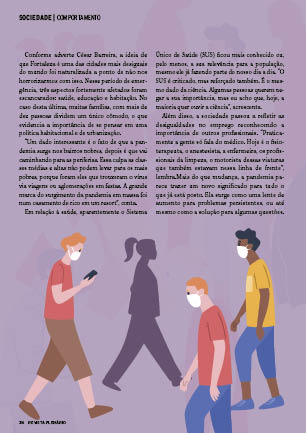 SOCIEDADE | COMPORTAMENTO
Conforme adverte César Barreira, a ideia de
que Fortaleza é uma das cidades mais desiguais
do mundo foi naturalizada a ponto de não nos
horrorizarmos com isso. Nesse período de emer-
gência, três aspectos fortemente afetados foram
escancarados: saúde, educação e habitação. No
caso desta última, muitas famílias, com mais de
dez pessoas dividem um único cômodo, o que
evidencia a importância de se pensar em uma
política habitacional e de urbanização.
"Um dado interessante é o fato de que a pan-
demia surge nos bairros nobres, depois é que vai
caminhando para as periferias. Essa culpa as clas-
ses médias e altas não podem levar para os mais
pobres, porque foram eles que trouxeram o vírus
via viagens ou aglomerações em festas. A grande
marca do surgimento da pandemia em massa foi
num casamento de rico em um resort", conta.
Em relação à saúde, aparentemente o Sistema
Único de Saúde (SUS) ficou mais conhecido ou,
pelo menos, a sua relevância para a população,
mesmo ele já fazendo parte do nosso dia a dia. "O
SUS é criticado, mas reforçado também. É o mes-
mo dado da ciência. Algumas pessoas querem ne-
gar a sua importância, mas eu acho que, hoje, a
maioria quer ouvir a ciência", acrescenta.
Além disso, a sociedade passou a refletir as
desigualdades no emprego reconhecendo a
importância de outros profissionais. "Pratica-
mente a gente só falou do médico. Hoje é o fisio-
terapeuta, a anestesista, a enfermeira, os profissi-
onais da limpeza, o motorista dessas viaturas
que também estavam nessa linha de frente",
lembra. Mais do que mudança, a pandemia pa-
rece trazer um novo significado para tudo o
que já está posto. Ela surge como uma lente de
aumento para problemas persistentes, ou até
mesmo como a solução para algumas questões.
REVISTA PLENÁRIO